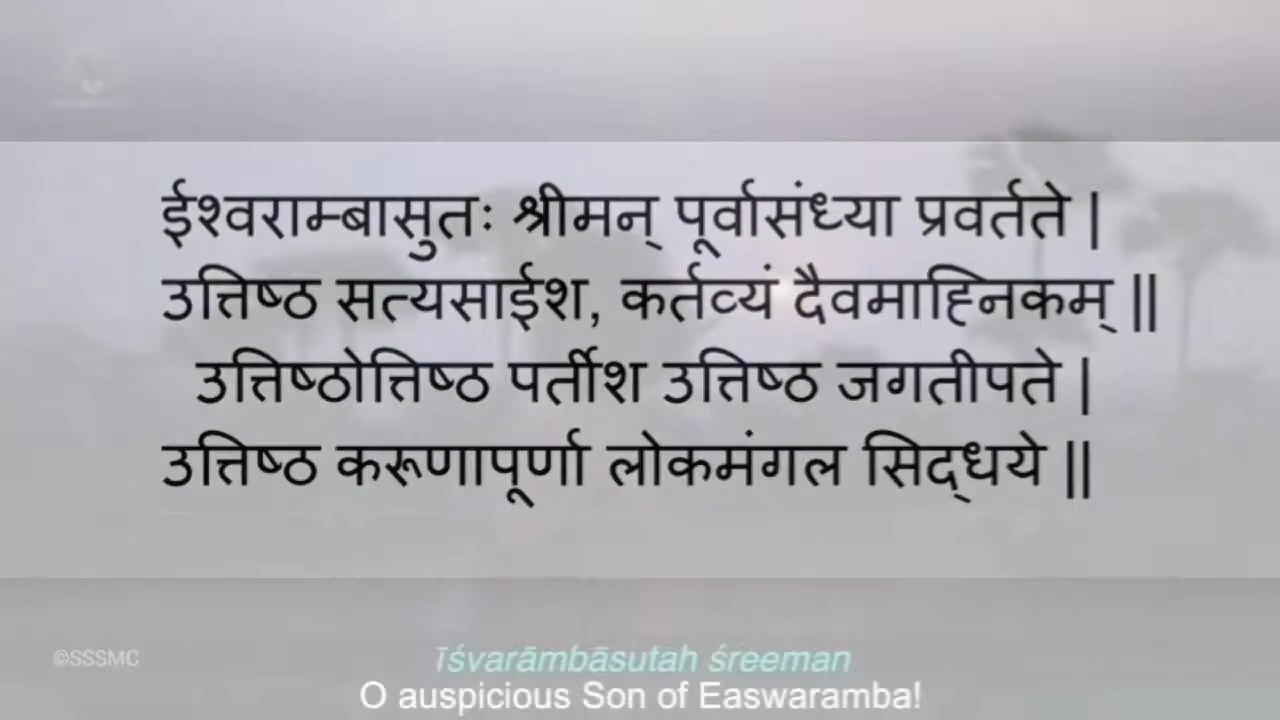 ईश्वराम्बासुतः श्रीमन् पूर्वासंध्या प्रवर्तते |
उत्तिष्ठ सत्यसाईश, कर्तव्यं दैवमाह्निकम् ||
उत्तिष्ठोत्तिष्ठ पर्तीश उत्तिष्ठ जगतीपते |
उत्तिष्ठ करूणापूर्णा लोकमंगल सिद्धये ||
©SSSMC
īśvarāmbāsutah śreeman
O auspicious Son of Easwaramba!